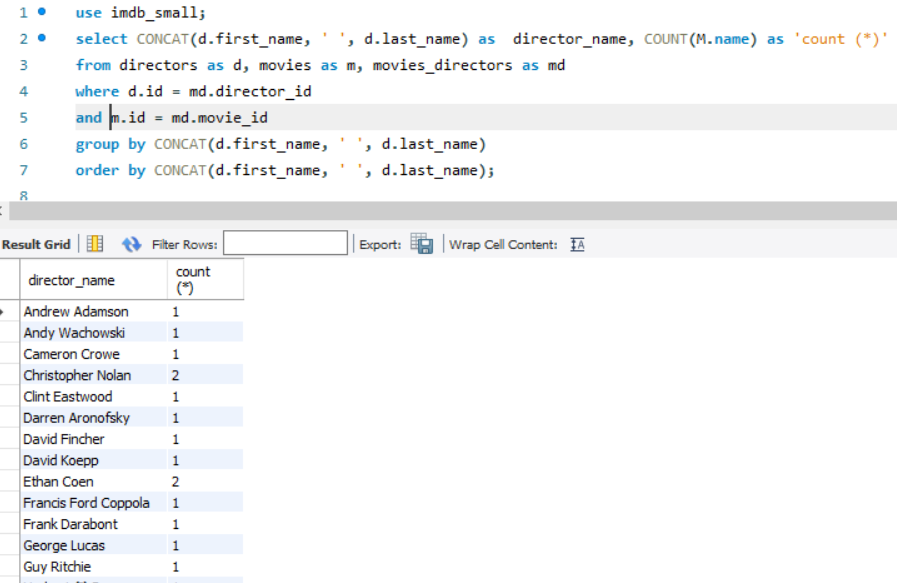 1 use imdb_small;
2 select CONCAT(d.first_name, ' ', d.last_name) as  director_name, COUNT(M.name) as 'count (*)'
3 from directors as d, movies as m, movies_directors as md
4 where d.id = md.director_id
5 and m.id = md.movie_id
6 group by CONCAT(d.first_name, ' ', d.last_name)
7 order by CONCAT(d.first_name, ' ', d.last_name);
8
Result Grid Filter Rows: Export: Wrap Cell Content: IA
director_name count (*)
Andrew Adamson 1
Andy Wachowski 1
Cameron Crowe 1
Christopher Nolan 2
Clint Eastwood 1
Darren Aronofsky 1
David Fincher 1
David Koepp 1
Ethan Coen 2
Francis Ford Coppola 1
Frank Darabont 1
George Lucas 1
Guy Ritchie 1